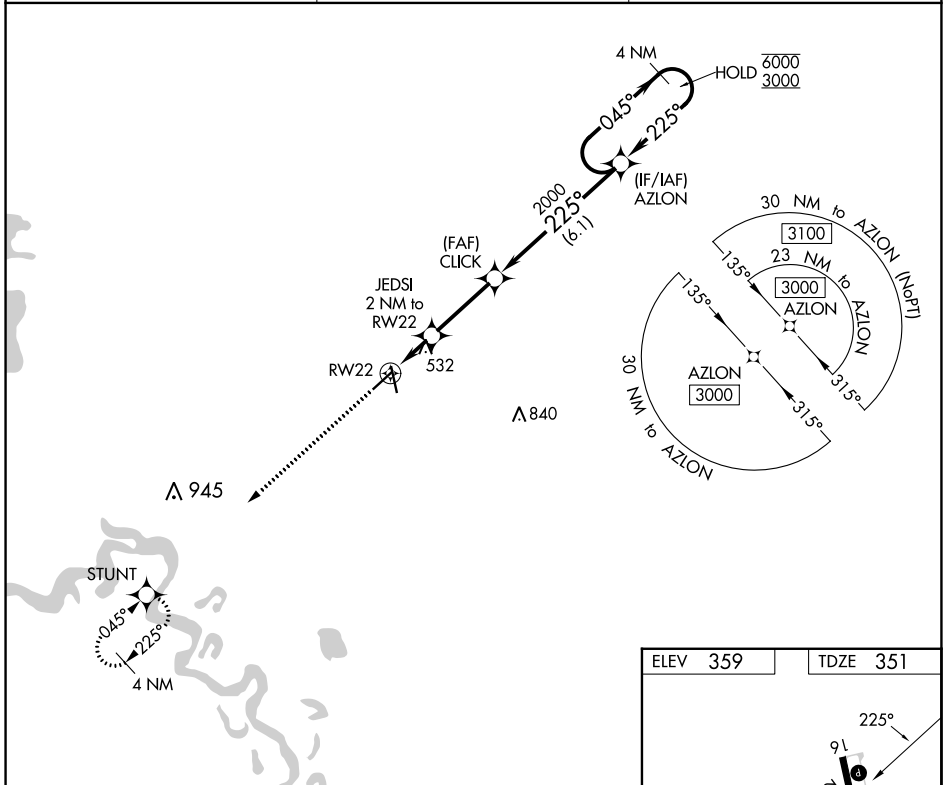 4 NM
HOLD 6000
3000
045°
225°
(IF/IAF)
AZLON
2000
225°
(6.1)
(FAF)
CLICK
JEDSI
2 NM to
RW22
RW22
532
840
945
30 NM to AZLON (NoPT)
3100
23 NM to AZLON
3000
AZLON
135°
315°
135°
AZLON
3000
315°
30 NM to AZLON
STUNT
045°
225°
4 NM
ELEV 359
TDZE 351
225°
16
P